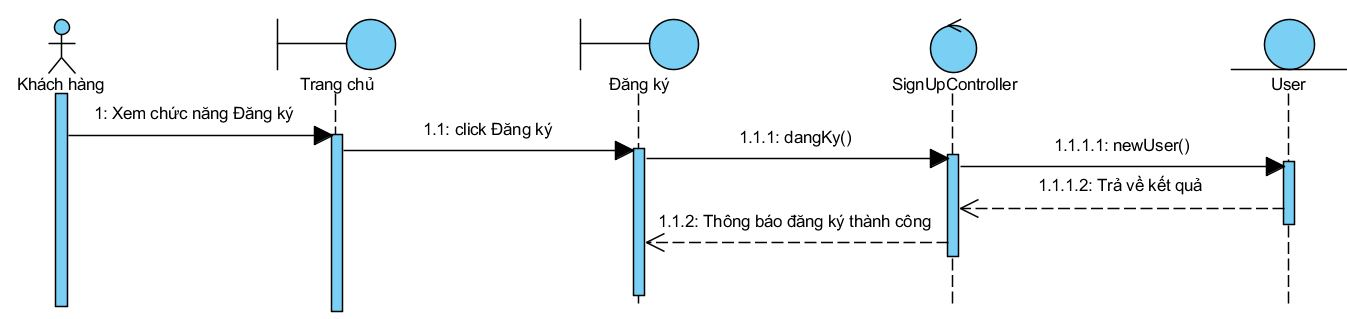 Khách hàng
Trang chủ
Đăng ký
SignUpController
User
1: Xem chức năng Đăng ký
1.1: click Đăng ký
1.1.1: dangKy()
1.1.1.1: newUser()
1.1.1.2: Trả về kết quả
1.1.2: Thông báo đăng ký thành công